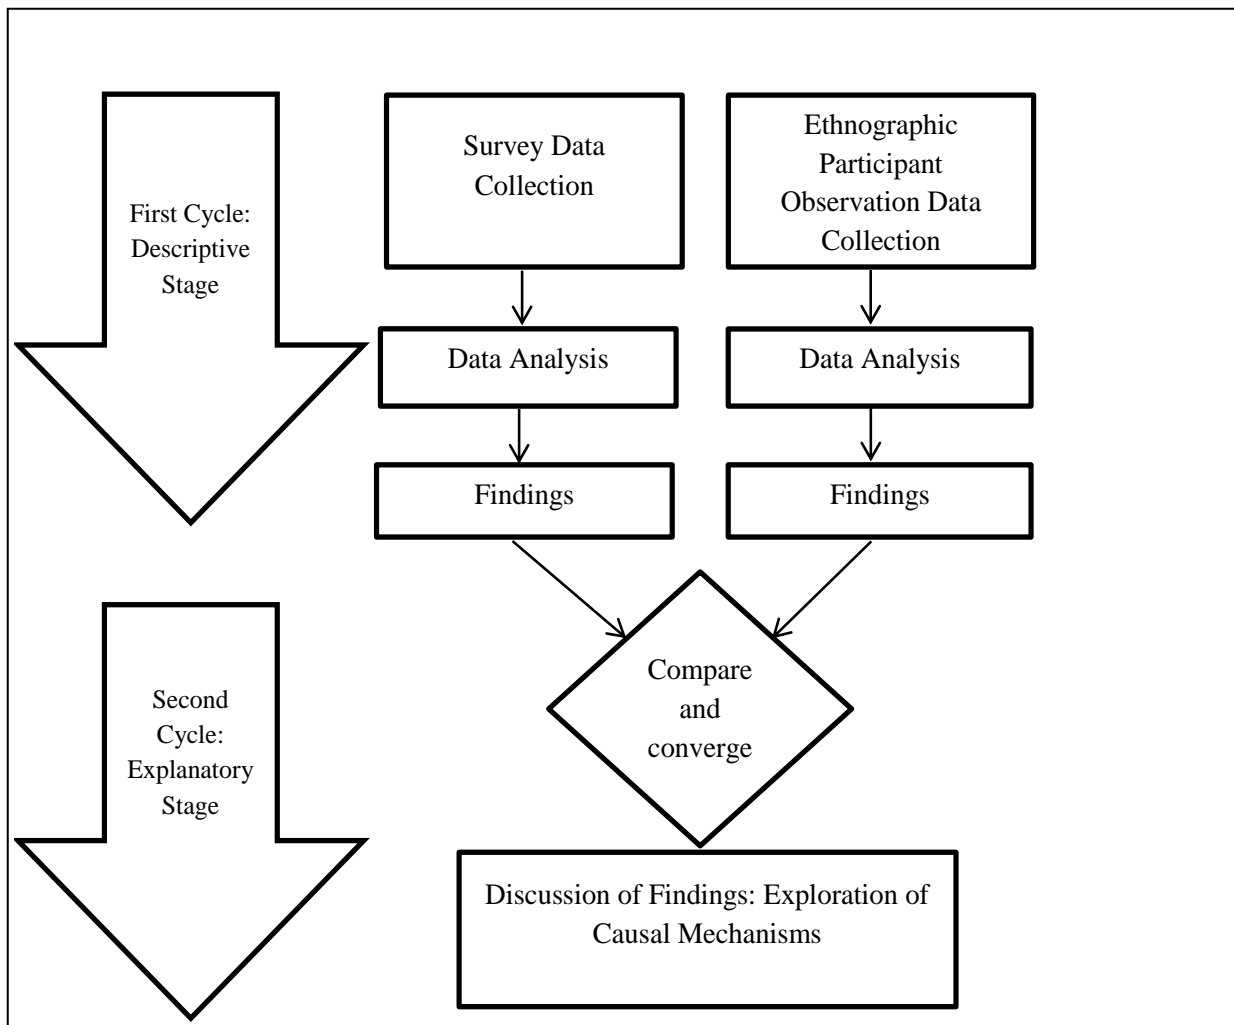 First Cycle:
Descriptive
Stage
Survey Data
Collection
Ethnographic
Participant
Observation Data
Collection
Data Analysis
Data Analysis
Findings
Findings
Second
Cycle:
Explanatory
Stage
Compare
and
converge
Discussion of Findings: Exploration of
Causal Mechanisms